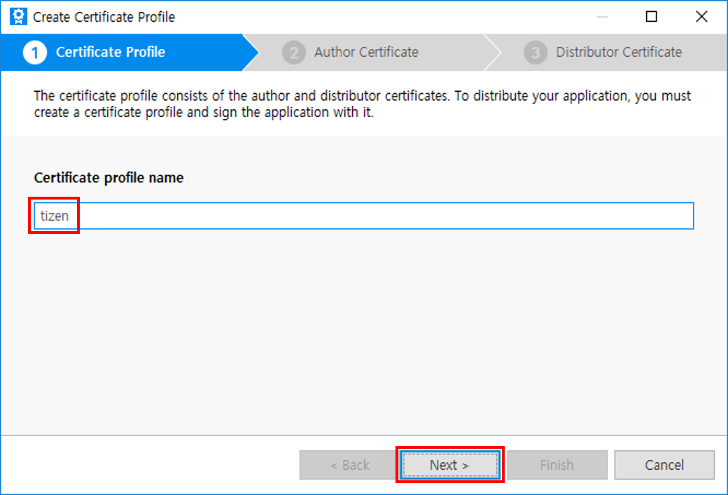 Create Certificate Profile
1 Certificate Profile 2 Author Certificate 3 Distributor Certificate
The certificate profile consists of the author and distributor certificates. To distribute your application, you must
create a certificate profile and sign the application with it.
Certificate profile name
tizen
< Back Next > Finish Cancel